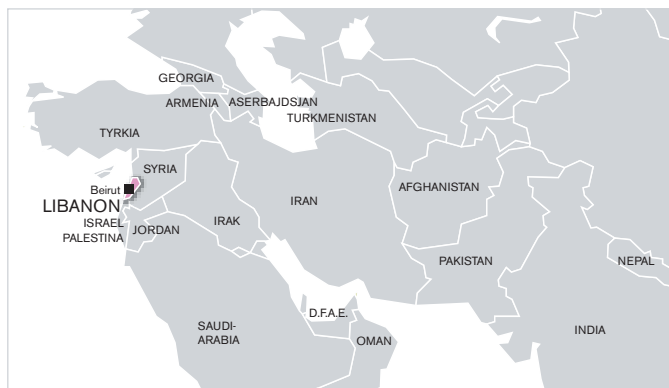 GEORGIA
ARMENIA
ASERBAJDSJAN
TURKMENISTAN
TYRKIA
SYRIA
Beirut
LIBANON
ISRAEL
PALESTINA
JORDAN
IRAK
IRAN
AFGHANISTAN
PAKISTAN
NEPAL
D.F.A.E.
SAUDI-
ARABIA
OMAN
INDIA